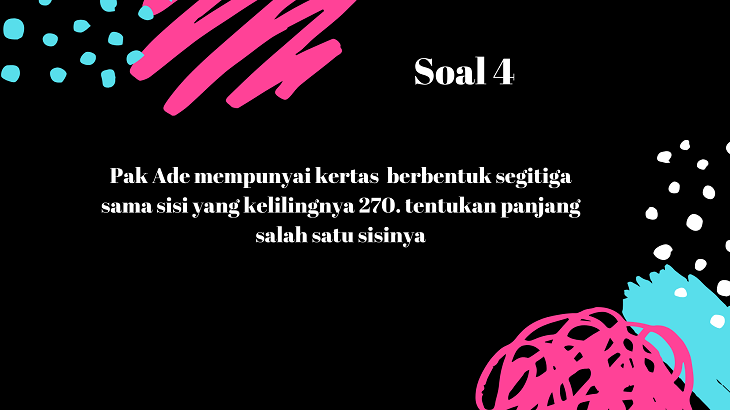 Soal 4
Pak Ade mempunyai kertas berbentuk segitiga
sama sisi yang kelilingnya 270. tentukan panjang
salah satu sisinya